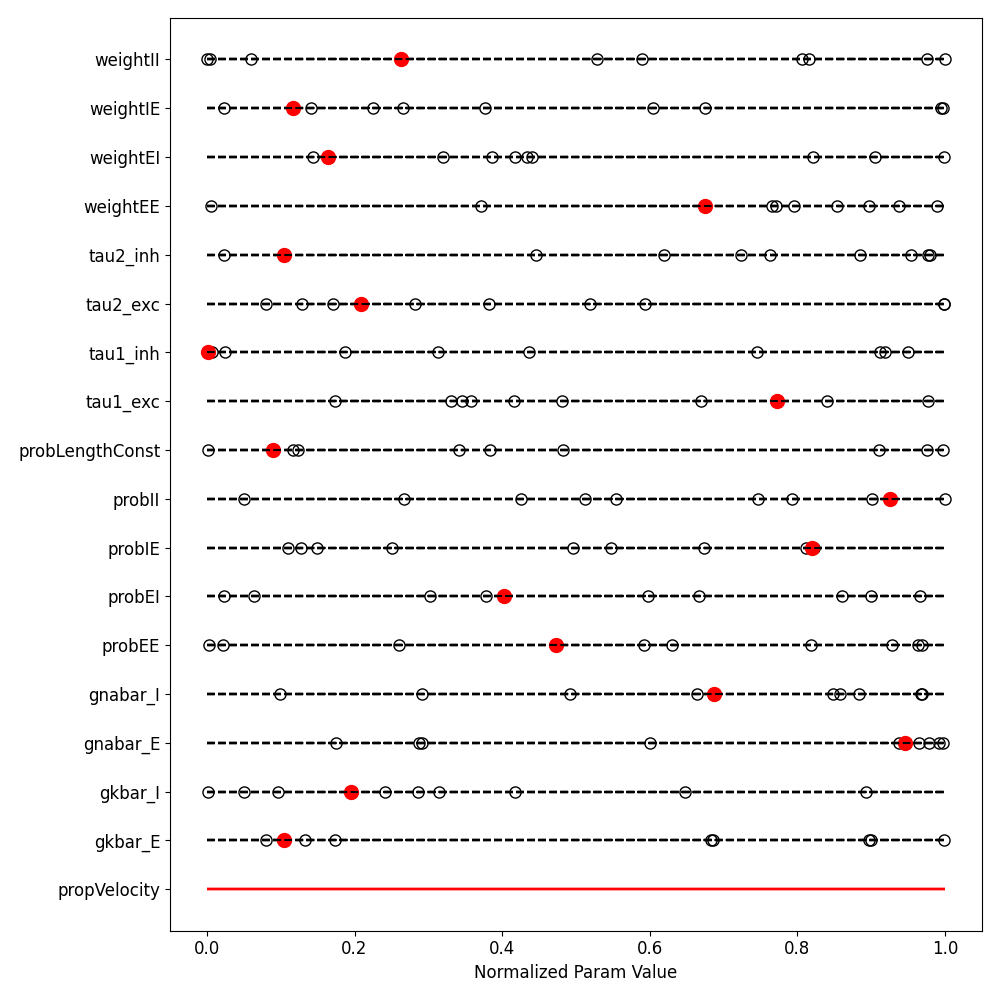 weightII
weightIE
weightEI
weightEE
tau2_inh
tau2_exc
tau1_inh
tau1_exc
probLengthConst
probII
probIE
probEI
probEE
gnabar_I
gnabar_E
gkbar_I
gkbar_E
propVelocity
0.0 0.2 0.4 0.6 0.8 1.0
Normalized Param Value